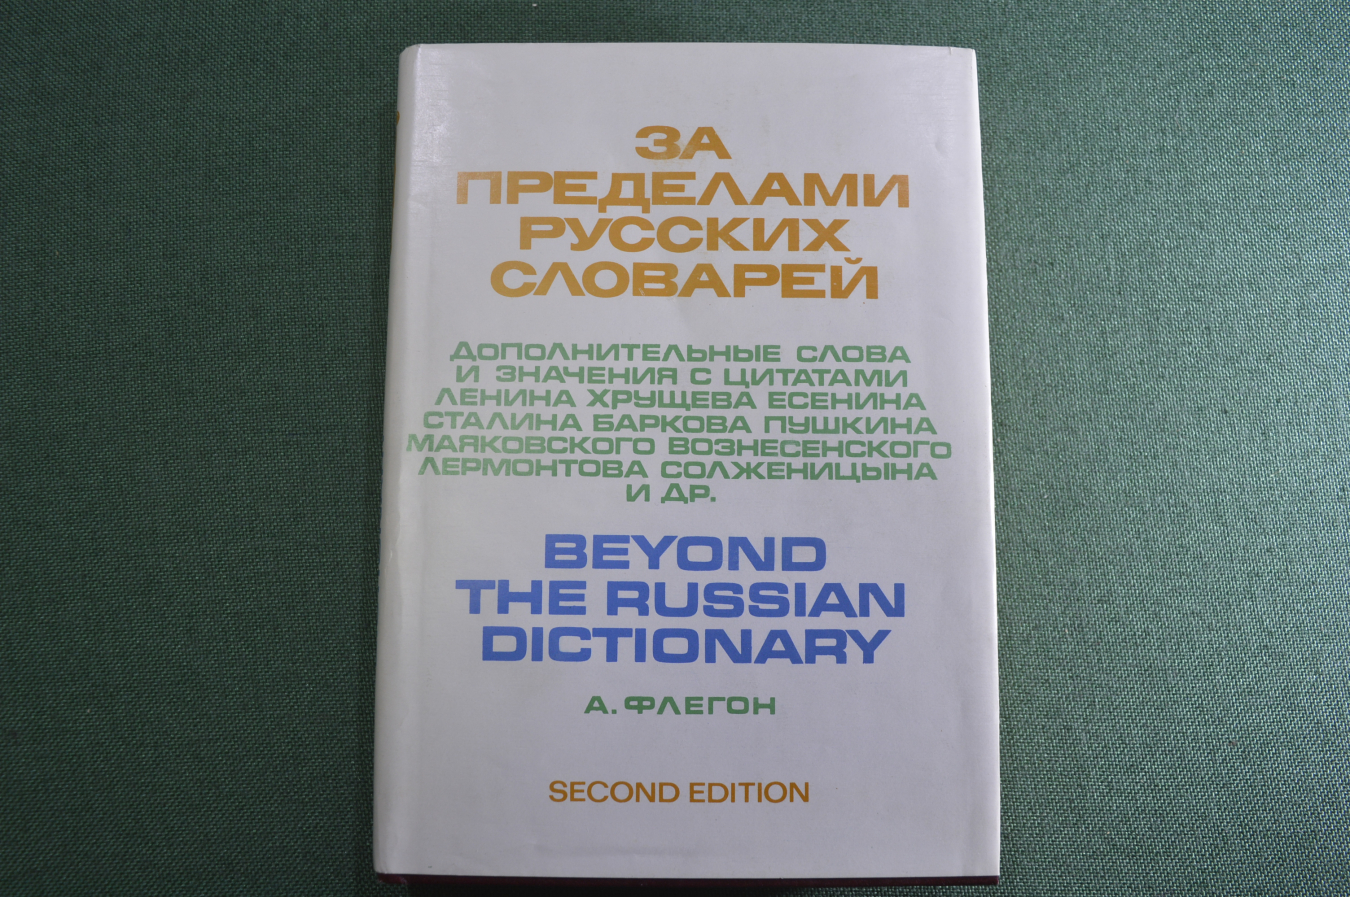 ЗА
ПРЕДЕЛАМИ
РУССКИХ
СЛОВАРЕЙ
ДОПОЛНИТЕЛЬНЫЕ СЛОВА
И ЗНАЧЕНИЯ С ЦИТАТАМИ
ЛЕНИНА ХРУЩЕВА ЕСЕНИНА
СТАЛИНА БАРКОВА ПУШКИНА
МАЯКОВСКОГО ВОЗНЕСЕНСКОГО
ЛЕРМОНТОВА СОЛЖЕНИЦЫНА
И ДР.
BEYOND
THE RUSSIAN
DICTIONARY
А. ФЛЕГОН
SECOND EDITION